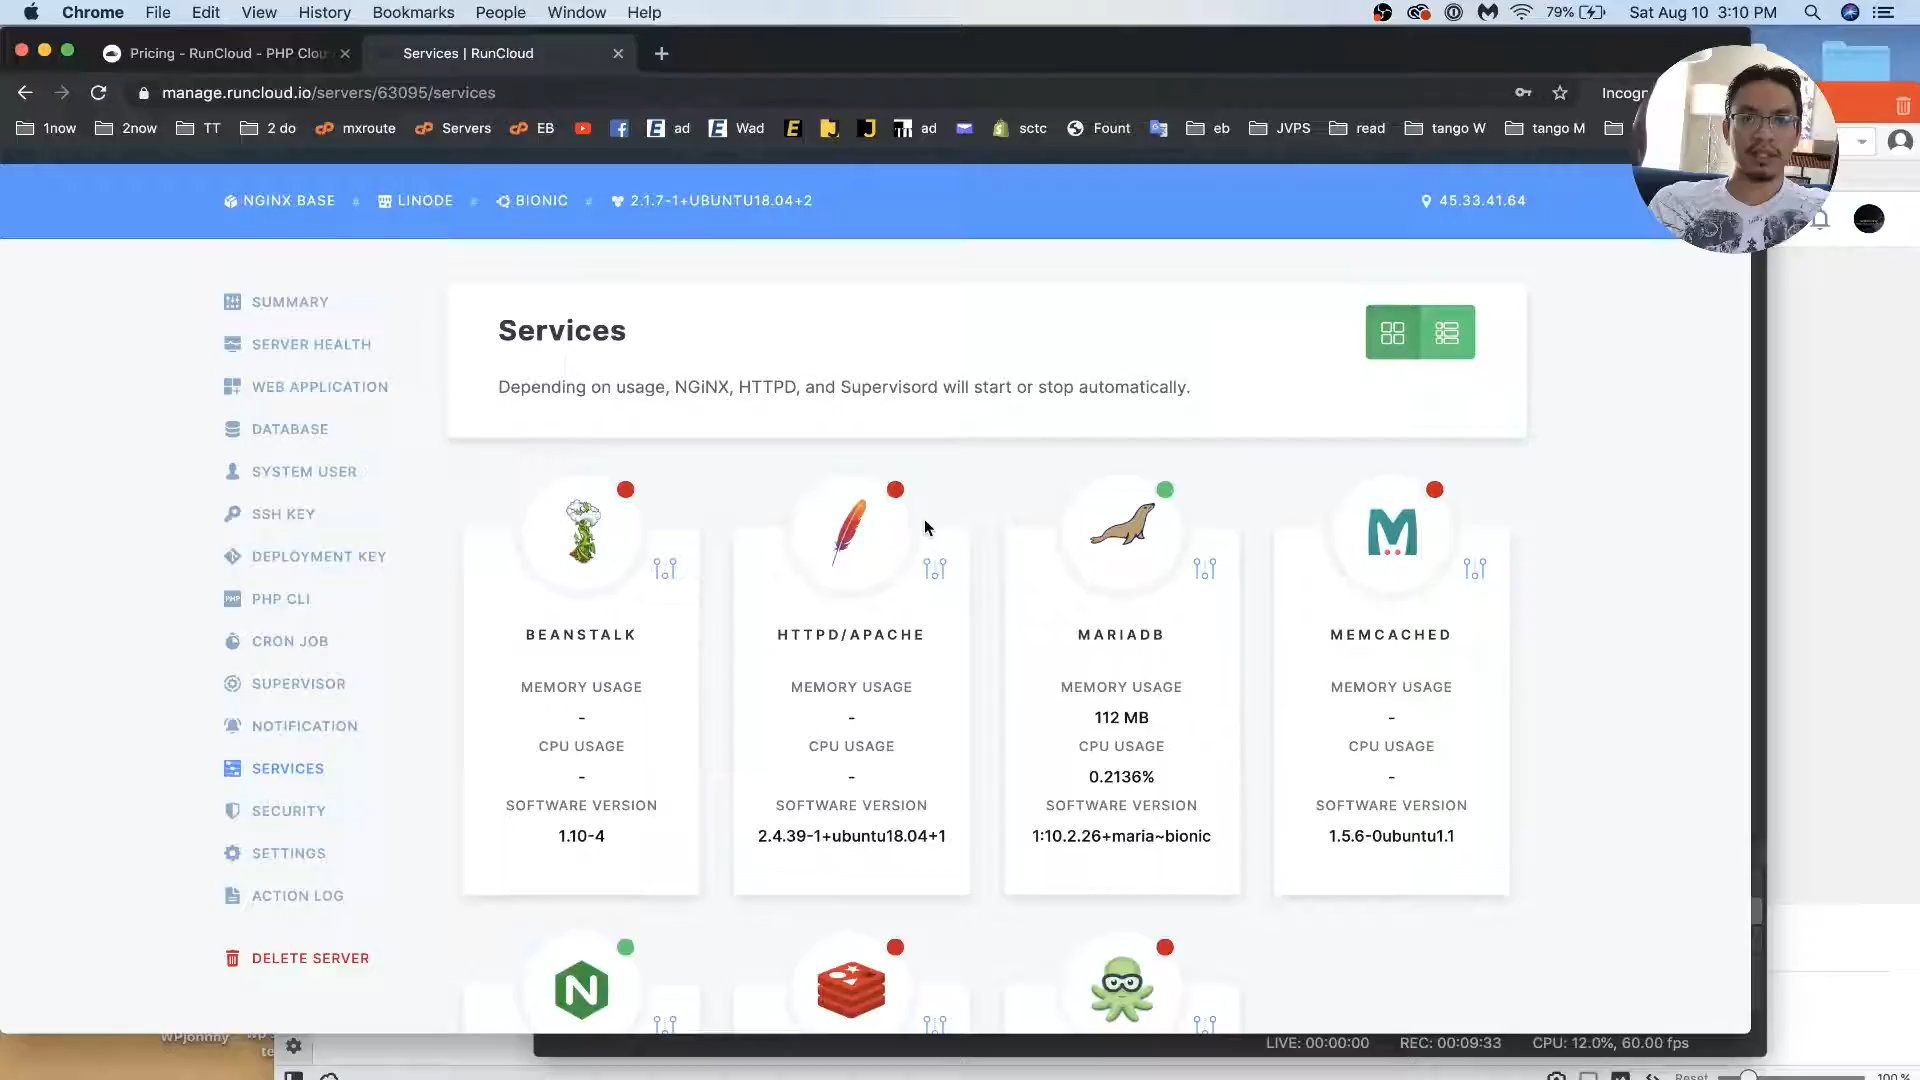 Chrome File Edit View History Bookmarks People Window Help
79% Sat Aug 10 3:10 PM
Pricing - RunCloud - PHP Clou
Services | RunCloud
manage.runcloud.io/servers/63095/services
Incogn
1now 2now TT 2 do mxroute Servers EB ad Wad ad sctc Fount eb JVPS read tango W tango M
NGINX BASE # LINODE # BIONIC # 2.1.7-1+UBUNTU18.04+2
45.33.41.64
SUMMARY
SERVER HEALTH
WEB APPLICATION
DATABASE
SYSTEM USER
SSH KEY
DEPLOYMENT KEY
PHP CLI
CRON JOB
SUPERVISOR
NOTIFICATION
SERVICES
SECURITY
SETTINGS
ACTION LOG
DELETE SERVER
Services
Depending on usage, NGiNX, HTTPD, and Supervisord will start or stop automatically.
BEANSTALK
MEMORY USAGE
-
CPU USAGE
-
SOFTWARE VERSION
1.10-4
HTTPD/APACHE
MEMORY USAGE
-
CPU USAGE
-
SOFTWARE VERSION
2.4.39-1+ubuntu18.04+1
MARIADB
MEMORY USAGE
112 MB
CPU USAGE
0.2136%
SOFTWARE VERSION
1:10.2.26+maria~bionic
MEMCACHED
MEMORY USAGE
-
CPU USAGE
-
SOFTWARE VERSION
1.5.6-0ubuntu1.1
WPjonnny
LIVE: 00:00:00 REC: 00:09:33 CPU: 12.0%, 60.00 fps
Reset 100 %